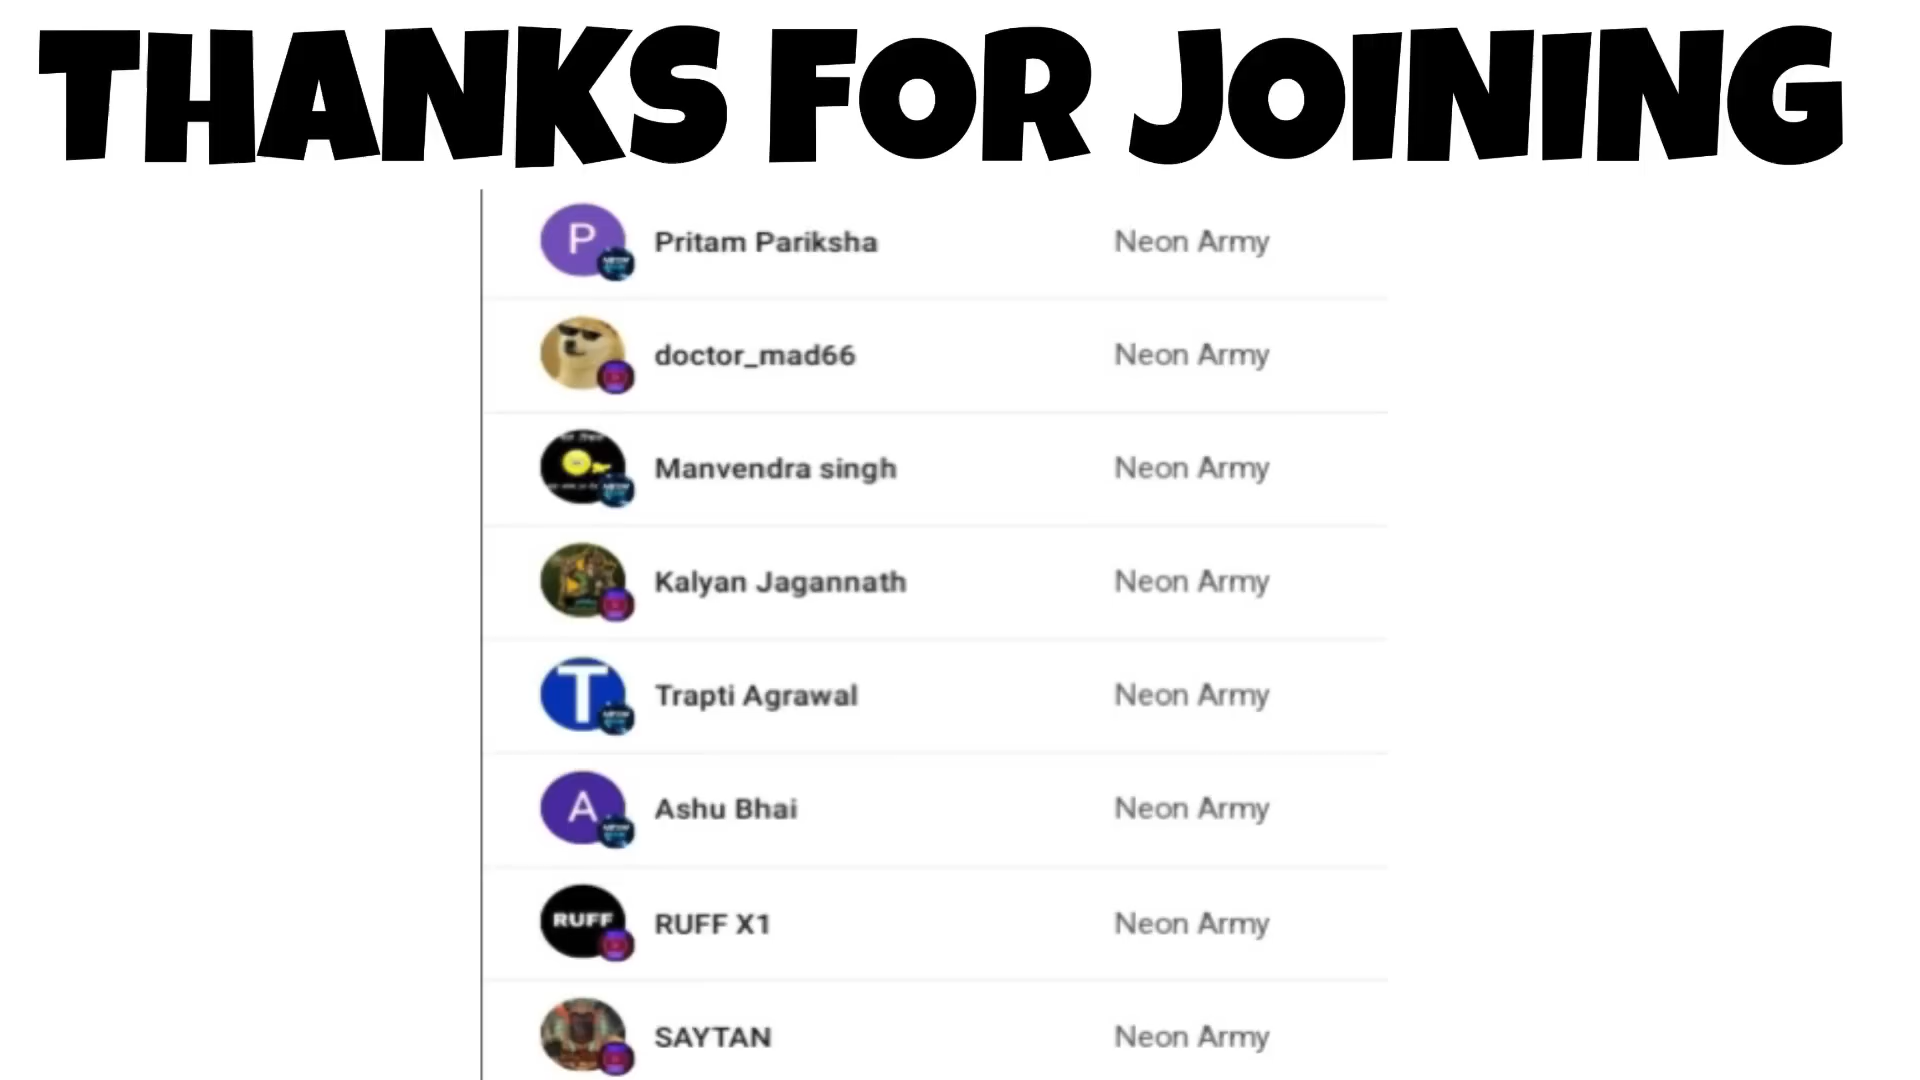 THANKS FOR JOINING
P
Pritam Pariksha Neon Army
doctor_mad66 Neon Army
Manvendra singh Neon Army
Kalyan Jagannath Neon Army
T
Trapti Agrawal Neon Army
A
Ashu Bhai Neon Army
RUFF
RUFF X1 Neon Army
SAYTAN Neon Army